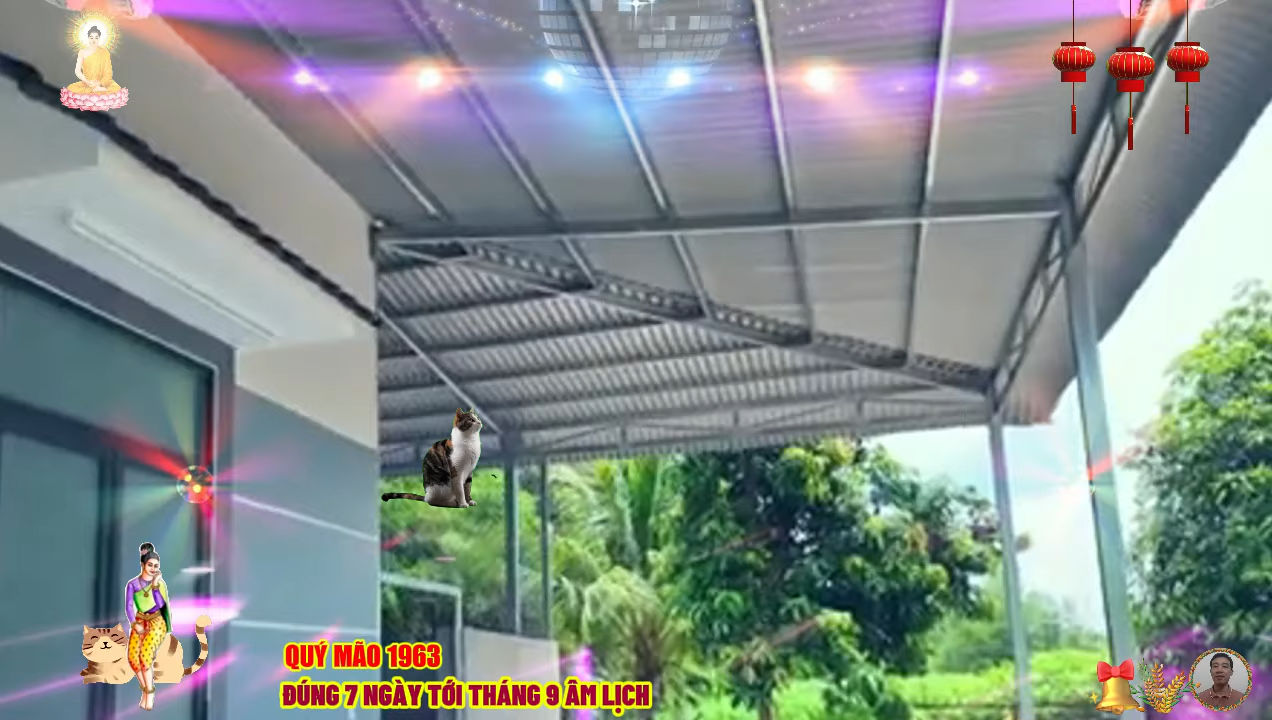 QUÝ MÃO 1963
ĐÚNG 7 NGÀY TỚI THÁNG 9 ÂM LỊCH